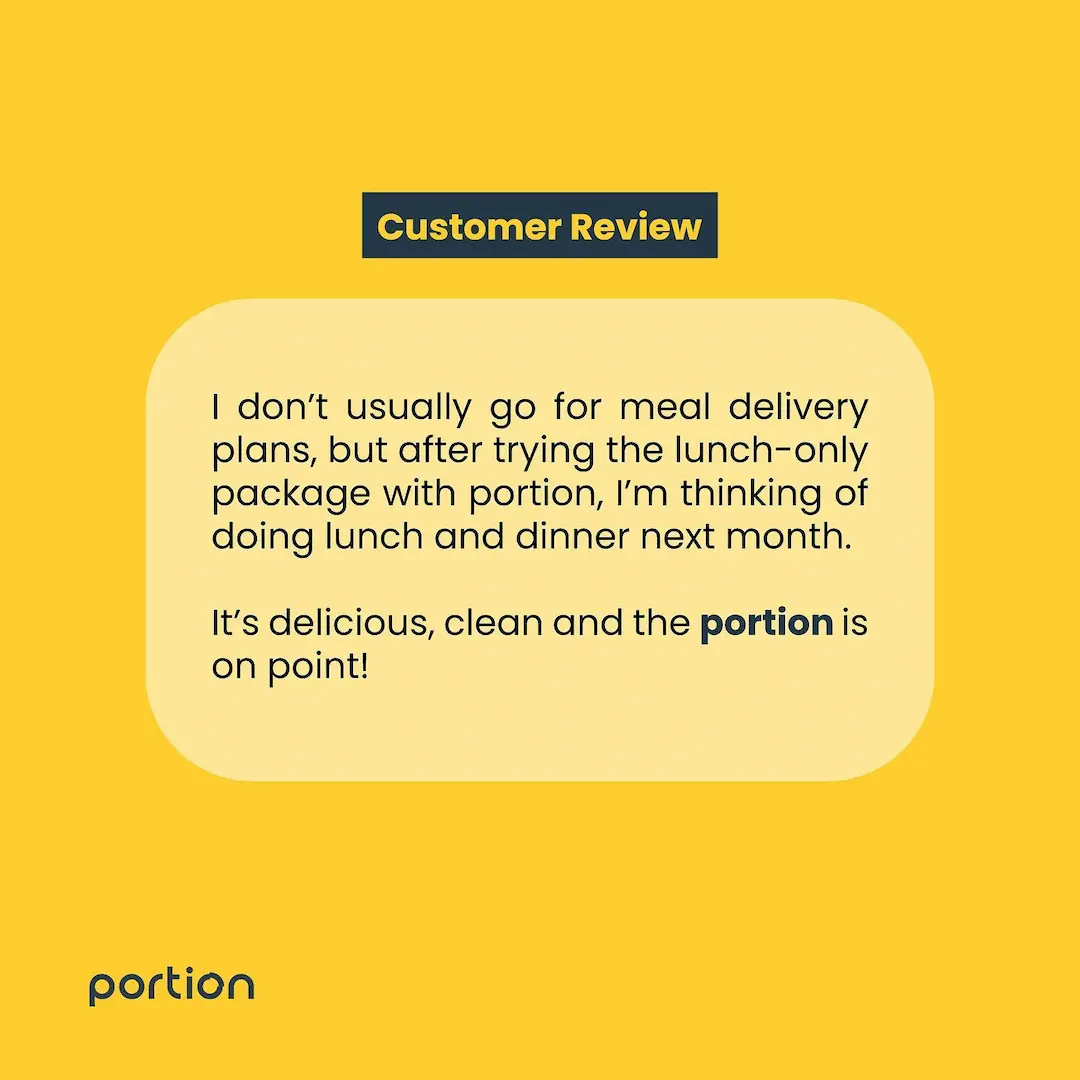 Customer Review
I don’t usually go for meal delivery
plans, but after trying the lunch-only
package with portion, I’m thinking of
doing lunch and dinner next month.
It’s delicious, clean and the portion is
on point!
portion